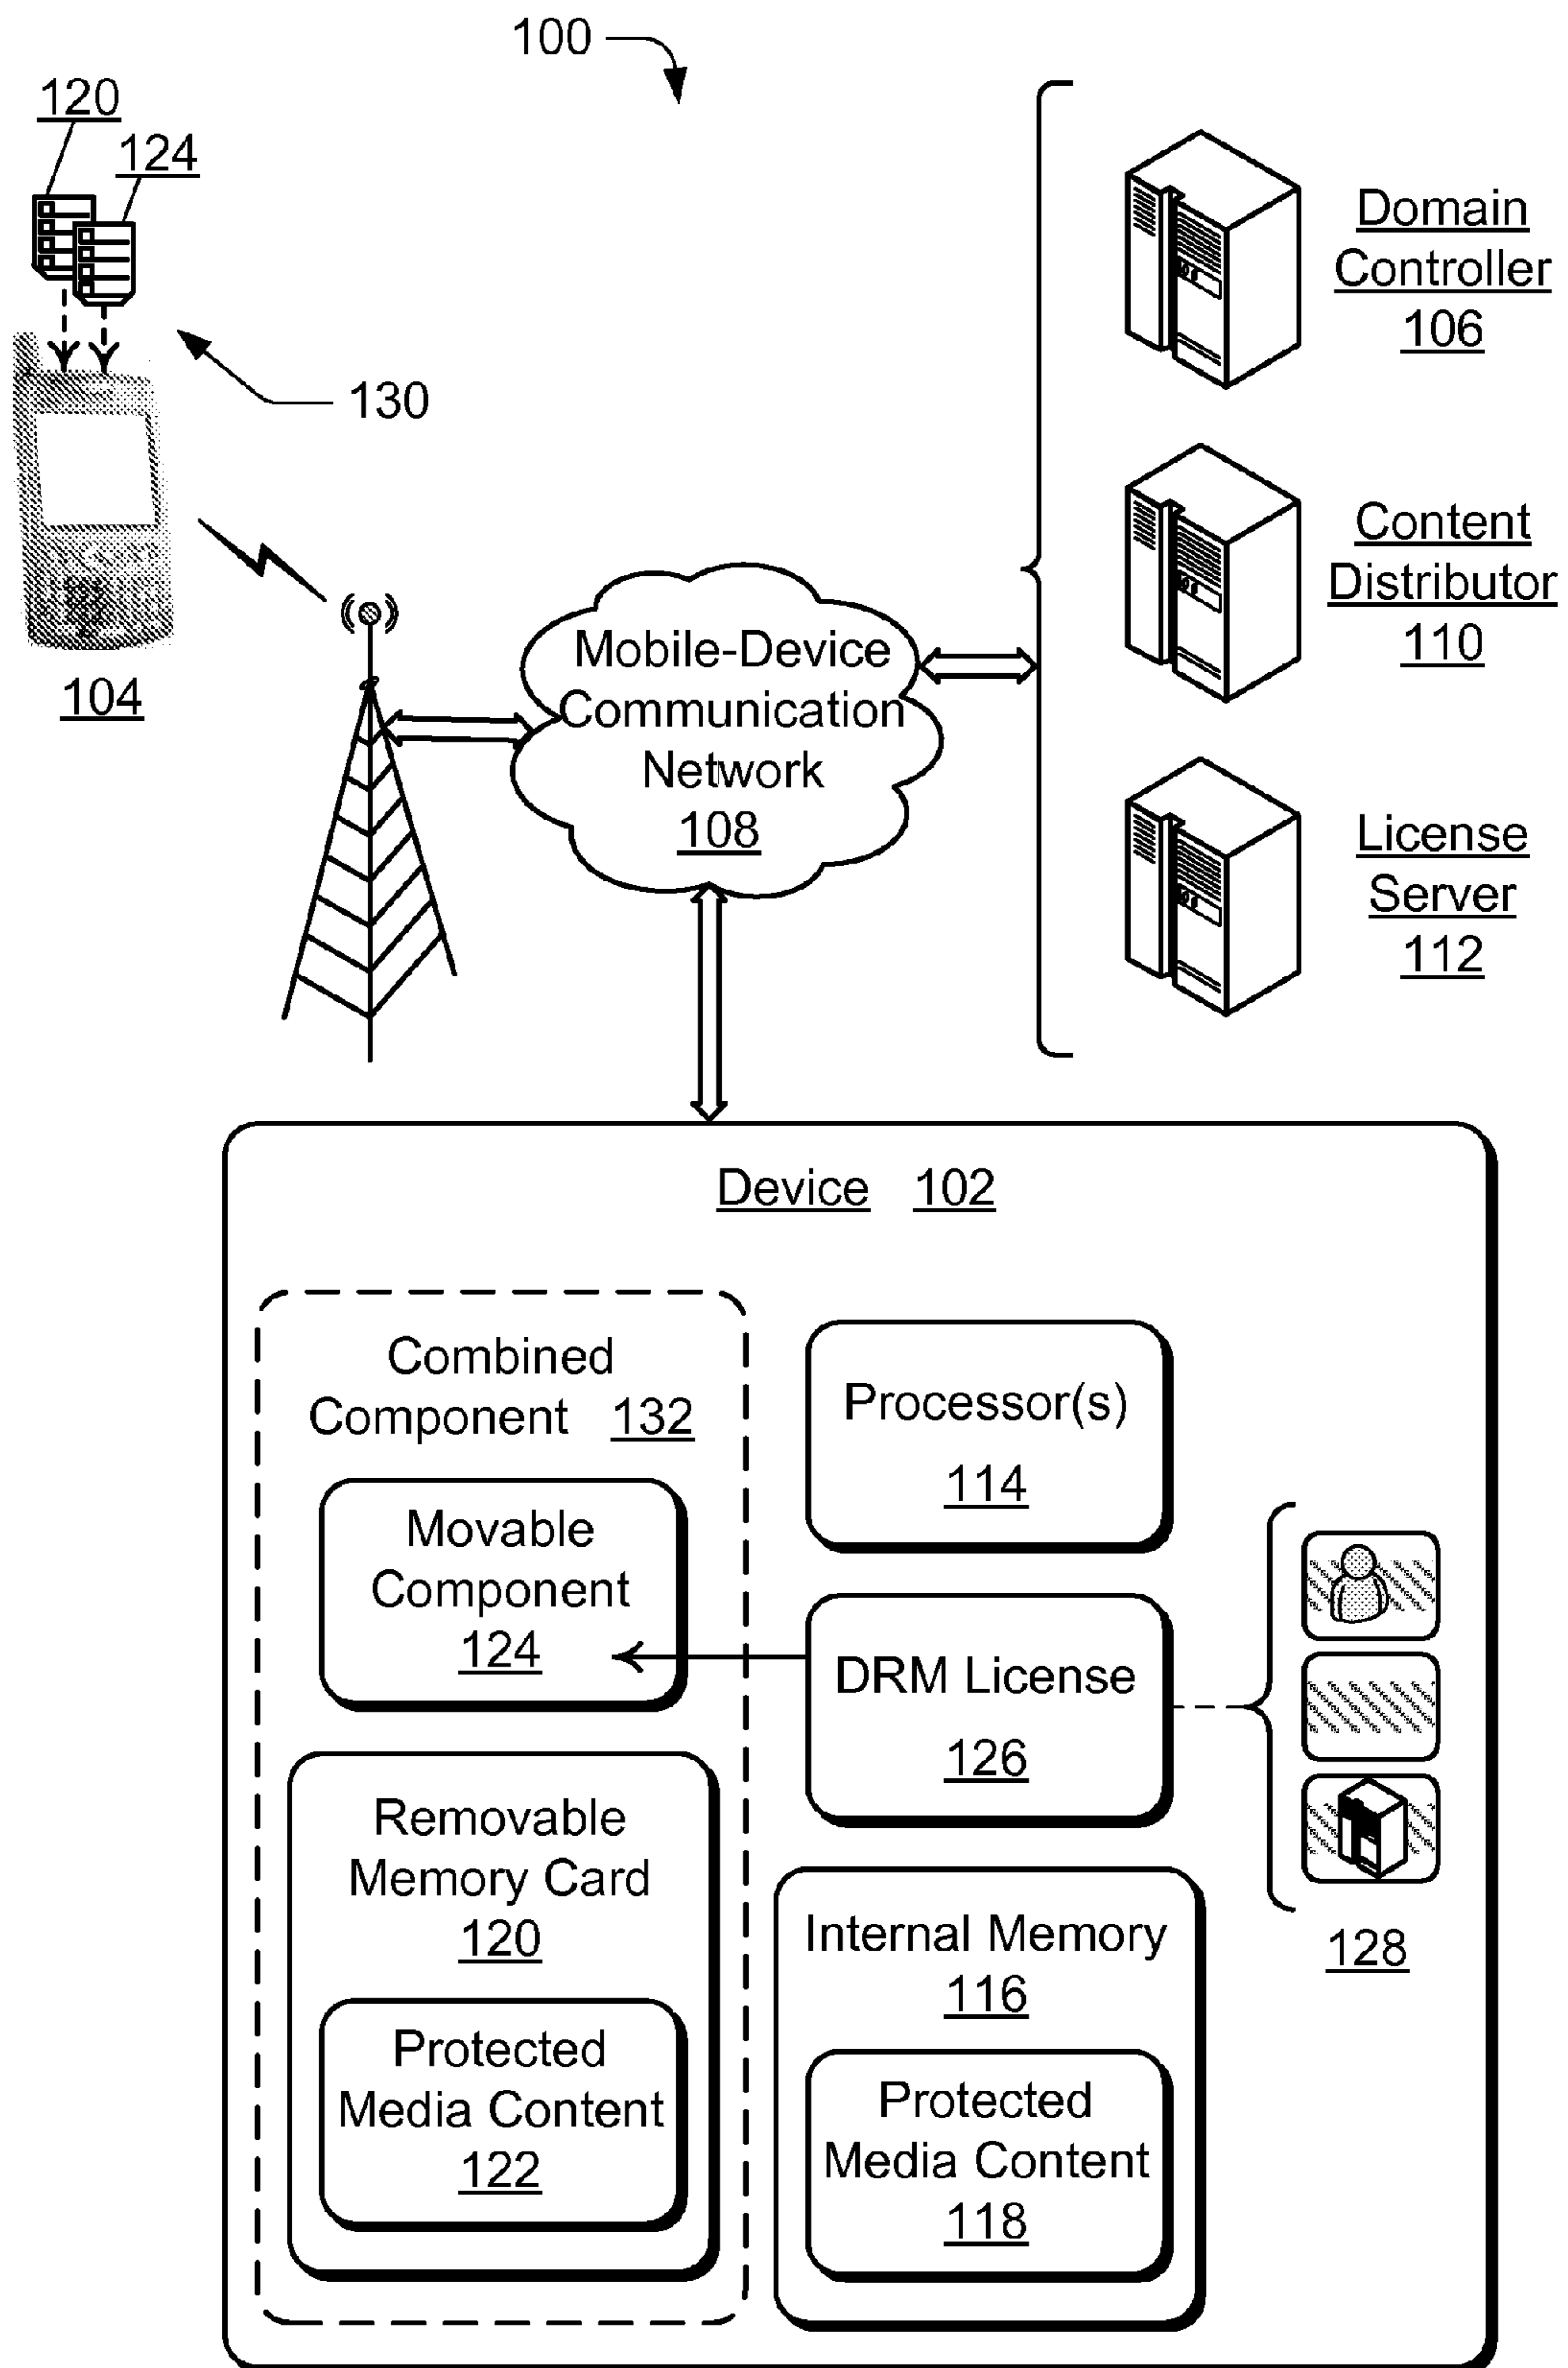 100
120
124
130
104
Domain
Controller
106
Content
Distributor
110
License
Server
112
Mobile-Device
Communication
Network
108
Device 102
Combined
Component 132
Movable
Component
124
Removable
Memory Card
120
Protected
Media Content
122
Processor(s)
114
DRM License
126
Internal Memory
116
Protected
Media Content
118
128